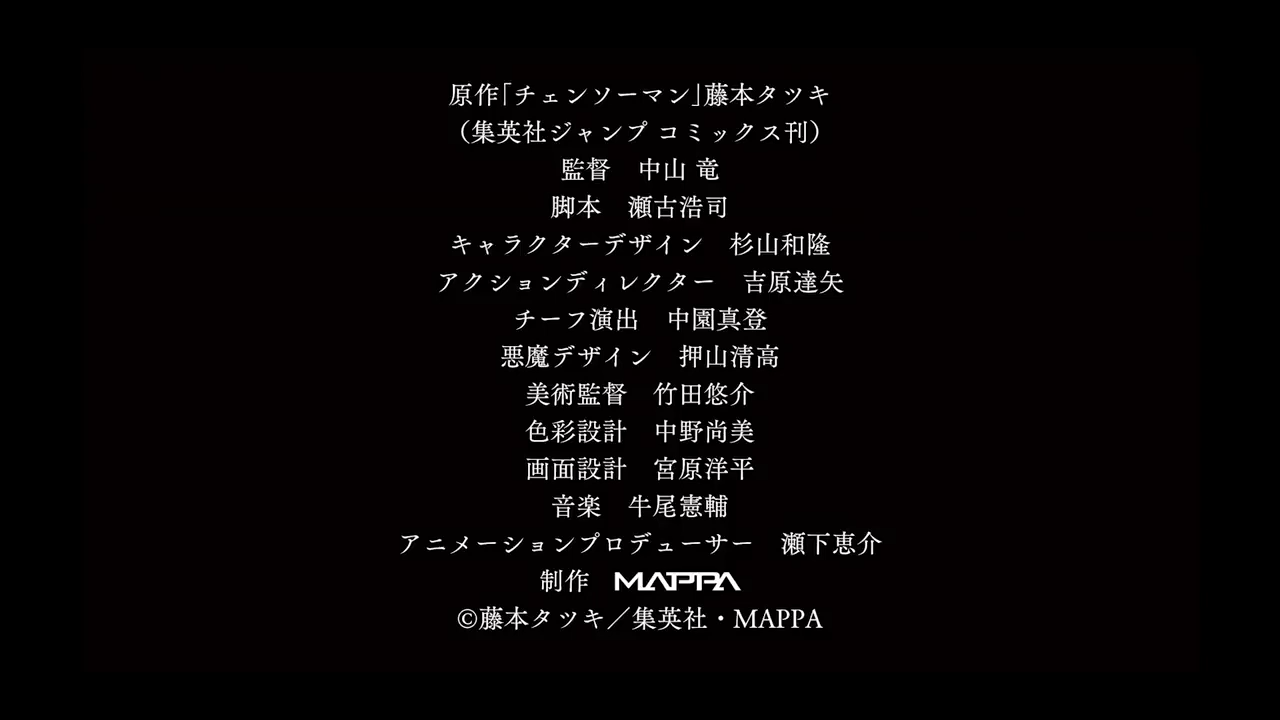 原作「チェンソーマン」藤本タツキ
（集英社ジャンプ コミックス刊）
監督　中山 竜
脚本　瀬古浩司
キャラクターデザイン　杉山和隆
アクションディレクター　吉原達矢
チーフ演出　中園真登
悪魔デザイン　押山清高
美術監督　竹田悠介
色彩設計　中野尚美
画面設計　宮原洋平
音楽　牛尾憲輔
アニメーションプロデューサー　瀬下恵介
制作　MAPPA
©藤本タツキ／集英社・MAPPA